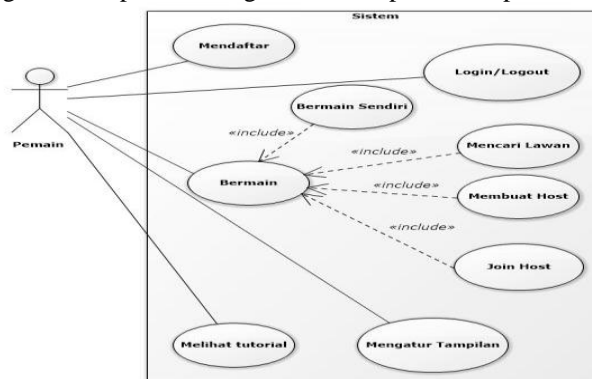 Sistem
Mendaftar
Login/Logout
Bermain Sendiri
«include»
Mencari Lawan
Pemain
Bermain
«include»
Membuat Host
«include»
Join Host
Melihat tutorial
Mengatur Tampilan
«include»